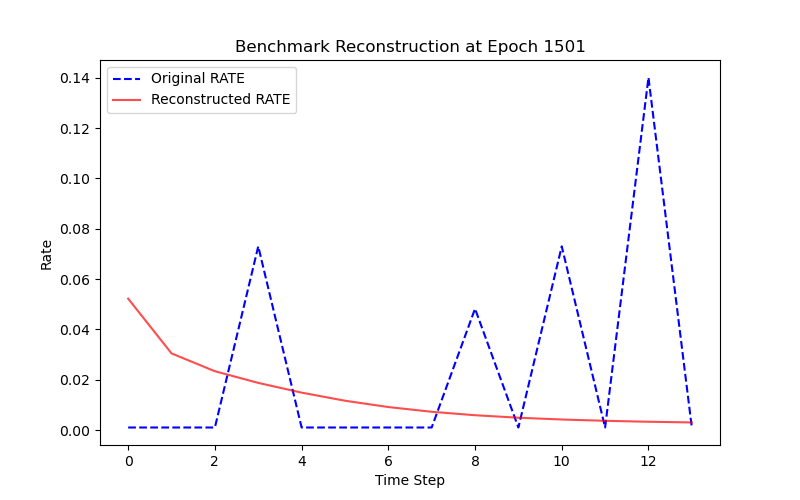 Benchmark Reconstruction at Epoch 1501
Original RATE
Reconstructed RATE
0.14
0.12
0.10
0.08
0.06
0.04
0.02
0.00
Rate
0 2 4 6 8 10 12
Time Step